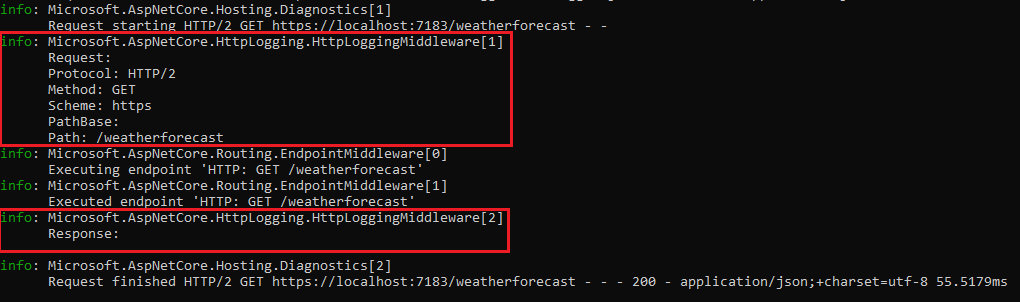 info: Microsoft.AspNetCore.Hosting.Diagnostics[1]
Request starting HTTP/2 GET https://localhost:7183/weatherforecast - -
info: Microsoft.AspNetCore.HttpLogging.HttpLoggingMiddleware[1]
Request:
Protocol: HTTP/2
Method: GET
Scheme: https
PathBase:
Path: /weatherforecast
info: Microsoft.AspNetCore.Routing.EndpointMiddleware[0]
Executing endpoint 'HTTP: GET /weatherforecast'
info: Microsoft.AspNetCore.Routing.EndpointMiddleware[1]
Executed endpoint 'HTTP: GET /weatherforecast'
info: Microsoft.AspNetCore.HttpLogging.HttpLoggingMiddleware[2]
Response:
info: Microsoft.AspNetCore.Hosting.Diagnostics[2]
Request finished HTTP/2 GET https://localhost:7183/weatherforecast - - - 200 - application/json;+charset=utf-8 55.5179ms